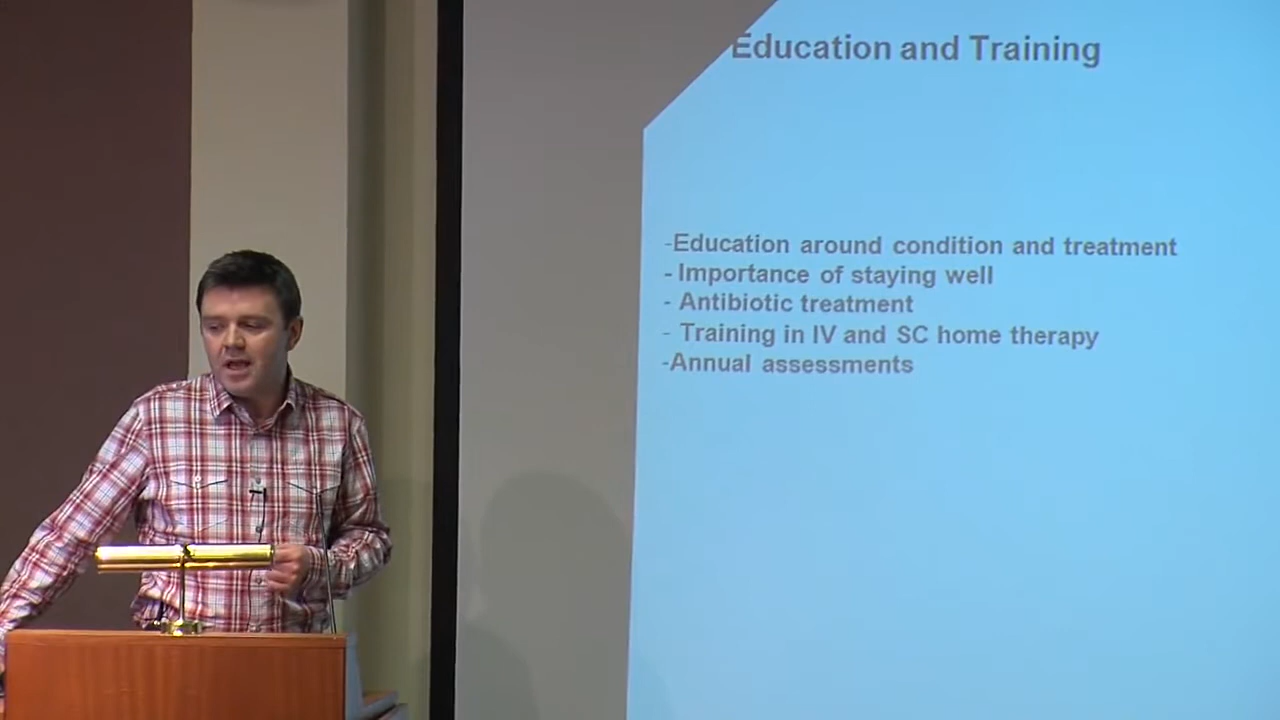 Education and Training
-Education around condition and treatment
- Importance of staying well
- Antibiotic treatment
- Training in IV and SC home therapy
-Annual assessments